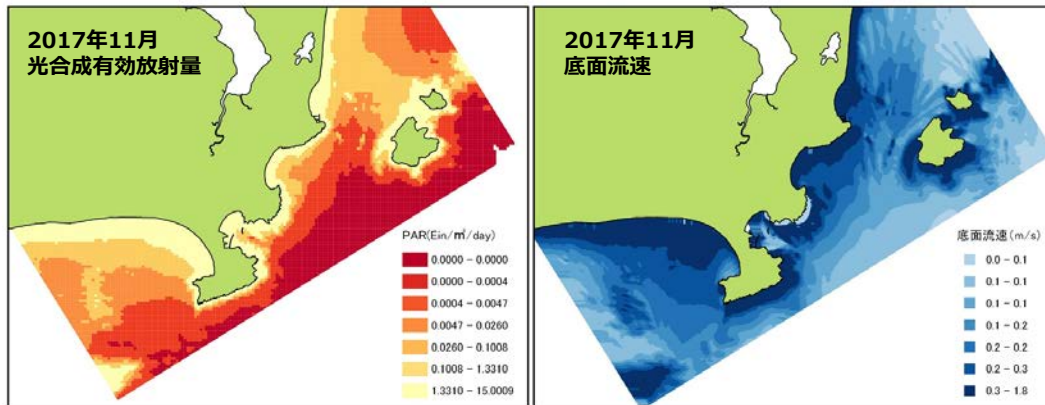 2017年11月
光合成有効放射量
PAR(Ein/㎡/day)
0.0000 - 0.0000
0.0000 - 0.0004
0.0004 - 0.0047
0.0047 - 0.0260
0.0260 - 0.1008
0.1008 - 1.3310
1.3310 - 15.0009
2017年11月
底面流速
底面流速(m/s)
0.0 - 0.1
0.1 - 0.1
0.1 - 0.1
0.1 - 0.2
0.2 - 0.2
0.2 - 0.3
0.3 - 1.8